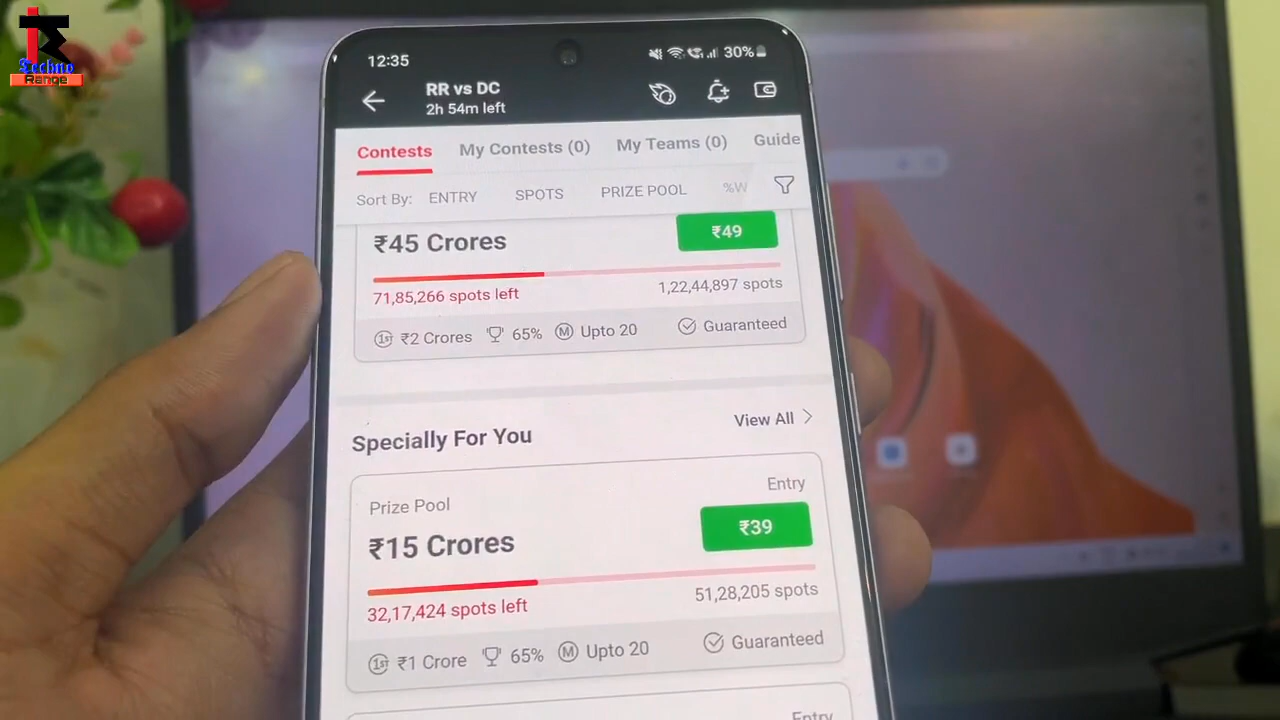 Techno
Range
12:35
30%
RR vs DC
2h 54m left
Contests
My Contests (0)
My Teams (0)
Guide
Sort By:
ENTRY
SPOTS
PRIZE POOL
%W
₹45 Crores
₹49
71,85,266 spots left
1,22,44,897 spots
1st
₹2 Crores
65%
M
Upto 20
Guaranteed
Specially For You
View All
Prize Pool
Entry
₹15 Crores
₹39
32,17,424 spots left
51,28,205 spots
1st
₹1 Crore
65%
M
Upto 20
Guaranteed
Entry